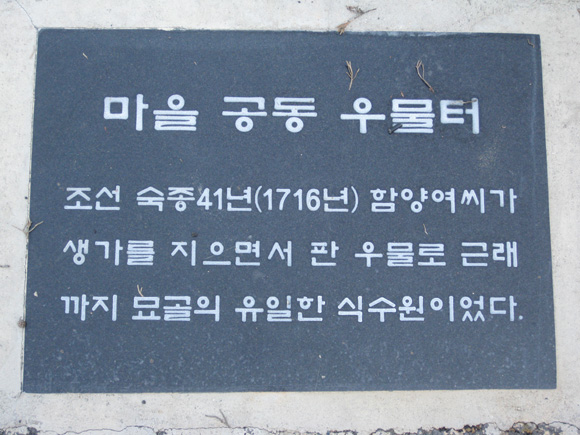 마을 공동 우물터
조선 숙종41년(1716년) 함양여씨가
생가를 지으면서 판 우물로 근래
까지 묘골의 유일한 식수원이었다.